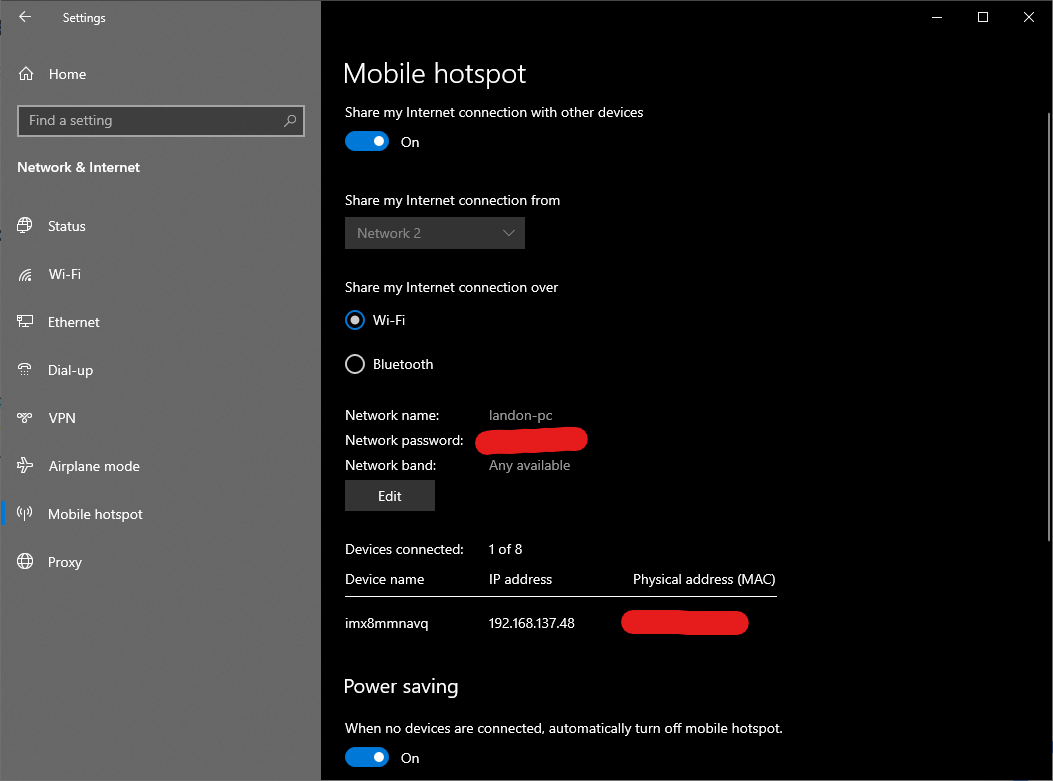 Settings
Home
Find a setting
Network & Internet
Status
Wi-Fi
Ethernet
Dial-up
VPN
Airplane mode
Mobile hotspot
Proxy
Mobile hotspot
Share my Internet connection with other devices
On
Share my Internet connection from
Network 2
Share my Internet connection over
Wi-Fi
Bluetooth
Network name: landon-pc
Network password:
Network band: Any available
Edit
Devices connected: 1 of 8
Device name IP address Physical address (MAC)
imx8mmnavq 192.168.137.48
Power saving
When no devices are connected, automatically turn off mobile hotspot.
On